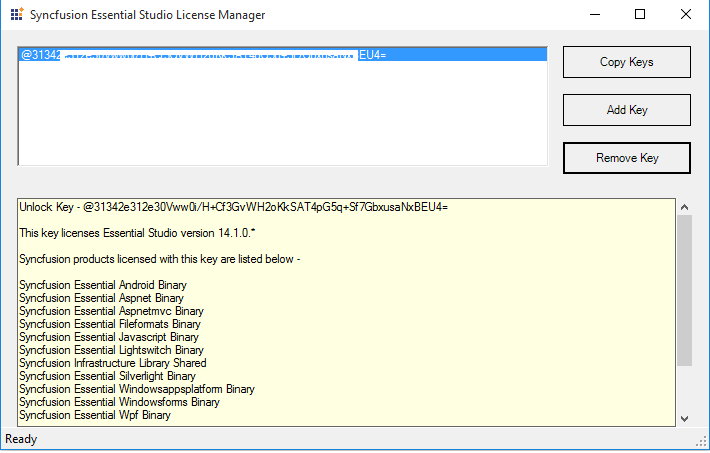 Syncfusion Essential Studio License Manager
@31342 EU4=
Copy Keys
Add Key
Remove Key
Unlock Key - @31342e312e30Vww0i/H+Cf3GvWH2oKkSAT4pG5q+Sf7GbxusaNxBEU4=
This key licenses Essential Studio version 14.1.0.*
Syncfusion products licensed with this key are listed below -
Syncfusion Essential Android Binary
Syncfusion Essential Aspnet Binary
Syncfusion Essential Aspnetmvc Binary
Syncfusion Essential Fileformats Binary
Syncfusion Essential Javascript Binary
Syncfusion Essential Lightswitch Binary
Syncfusion Infrastructure Library Shared
Syncfusion Essential Silverlight Binary
Syncfusion Essential Windowsappsplatform Binary
Syncfusion Essential Windowsforms Binary
Syncfusion Essential Wpf Binary
Ready